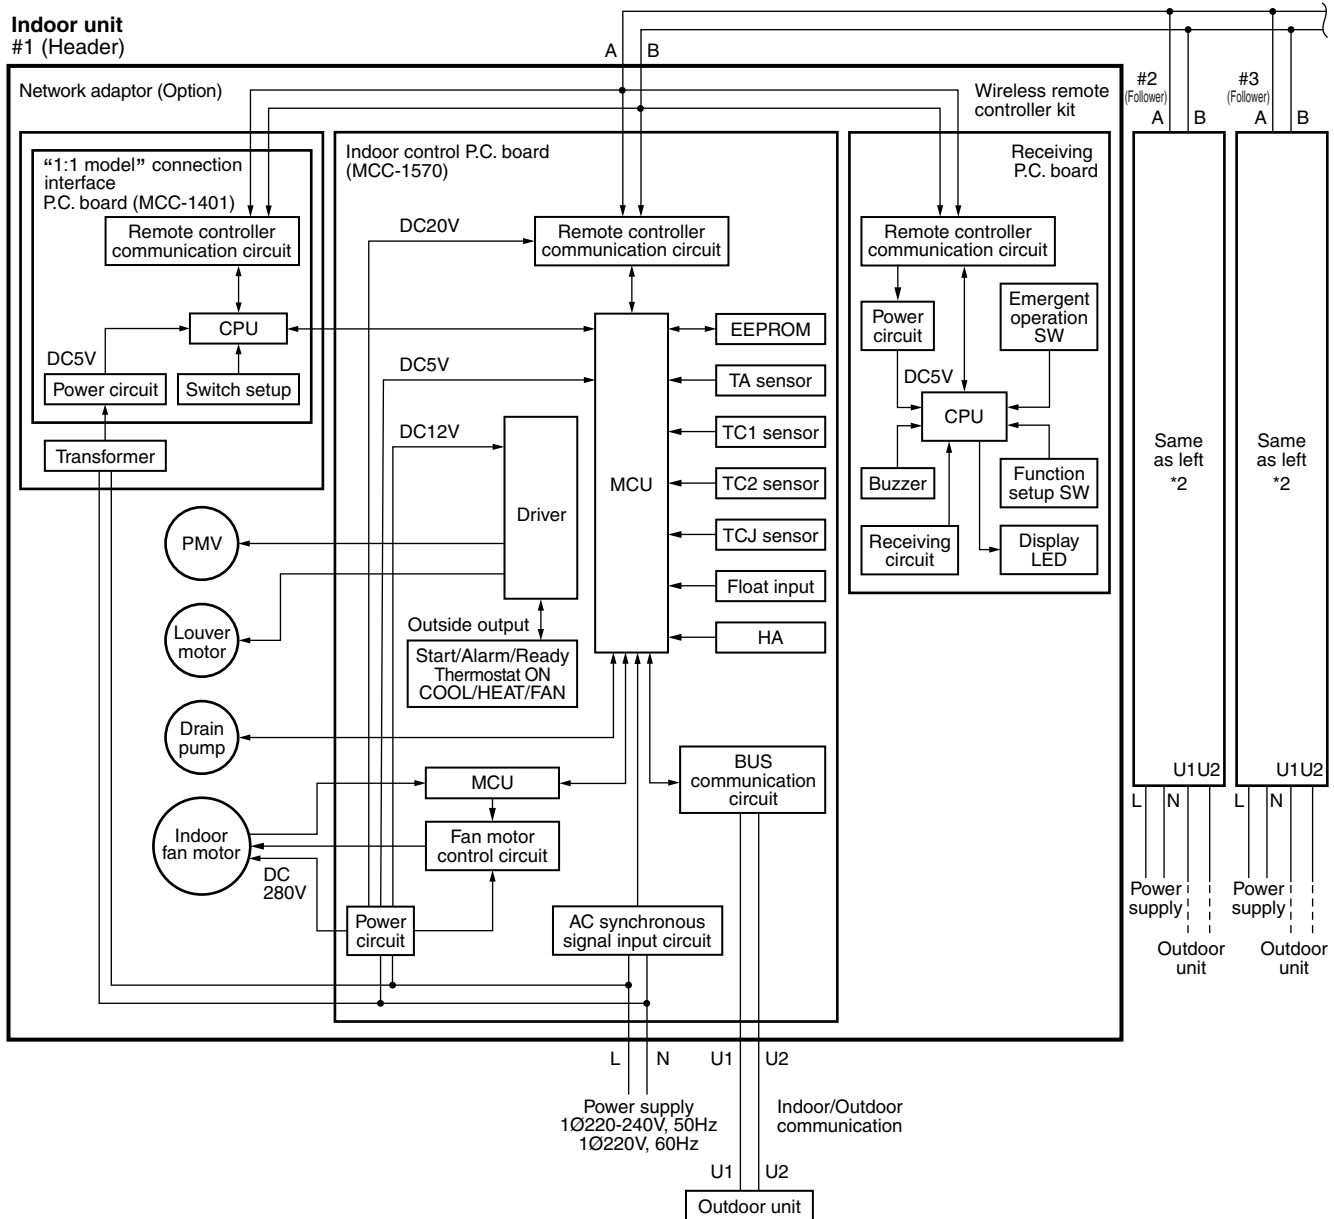 Indoor unit
#1 (Header)
A B
Network adaptor (Option)
Wireless remote
controller kit
#2
(Follower)
A B
#3
(Follower)
A B
"1:1 model" connection
interface
P.C. board (MCC-1401)
Remote controller
communication circuit
CPU
DC5V
Power circuit
Switch setup
Transformer
Indoor control P.C. board
(MCC-1570)
DC20V
Remote controller
communication circuit
DC5V
DC12V
Driver
MCU
EEPROM
TA sensor
TC1 sensor
TC2 sensor
TCJ sensor
Float input
HA
Outside output
Start/Alarm/Ready
Thermostat ON
COOL/HEAT/FAN
BUS
communication
circuit
MCU
Fan motor
control circuit
Power
circuit
AC synchronous
signal input circuit
PMV
Louver
motor
Drain
pump
Indoor
fan motor
DC
280V
Receiving
P.C. board
Remote controller
communication circuit
Power
circuit
Emergent
operation
SW
DC5V
CPU
Buzzer
Function
setup SW
Receiving
circuit
Display
LED
Same
as left
*2
U1U2
L N
Power
supply
Outdoor
unit
Same
as left
*2
U1U2
L N
Power
supply
Outdoor
unit
L N
Power supply
1Ø220-240V, 50Hz
1Ø220V, 60Hz
U1 U2
Indoor/Outdoor
communication
U1 U2
Outdoor unit